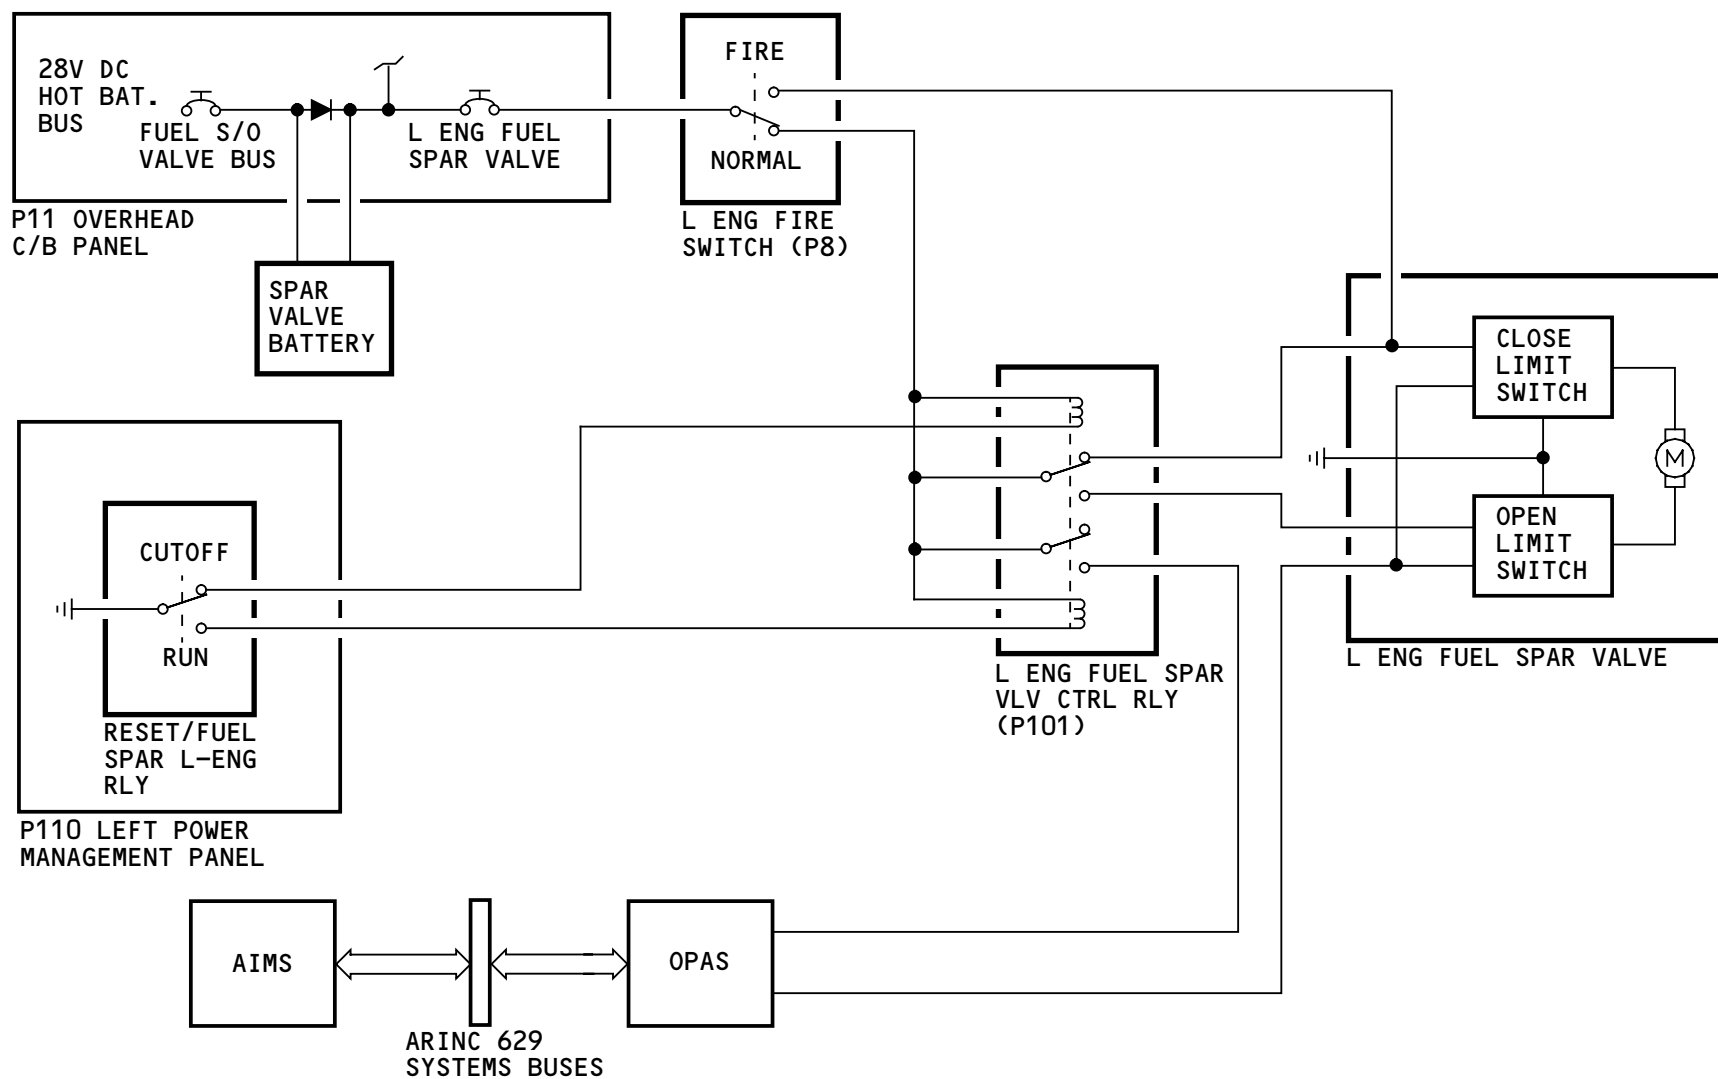 28V DC
HOT BAT.
BUS
FUEL S/O
VALVE BUS
L ENG FUEL
SPAR VALVE
P11 OVERHEAD
C/B PANEL
SPAR
VALVE
BATTERY
FIRE
NORMAL
L ENG FIRE
SWITCH (P8)
CLOSE
LIMIT
SWITCH
M
OPEN
LIMIT
SWITCH
L ENG FUEL SPAR VALVE
L ENG FUEL SPAR
VLV CTRL RLY
(P101)
CUTOFF
RUN
RESET/FUEL
SPAR L-ENG
RLY
P110 LEFT POWER
MANAGEMENT PANEL
AIMS
OPAS
ARINC 629
SYSTEMS BUSES